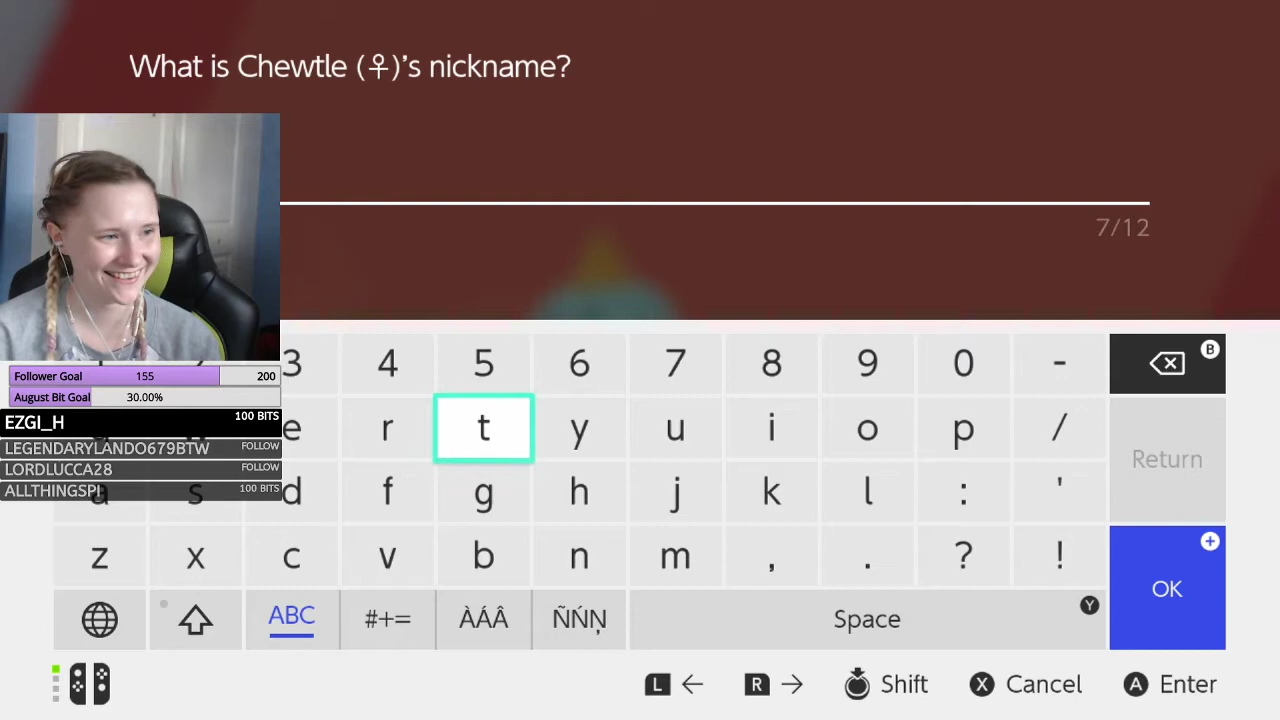 What is Chewtle (♀)'s nickname?
7/12
3 4 5 6 7 8 9 0 - B
Follower Goal 155 200
August Bit Goal 30.00%
EZGI_H 100 BITS
e r t y u i o p / Return
LEGENDARYLANDO679BTW FOLLOW
LORDLUCCA28 FOLLOW
ALLTHINGSPI 100 BITS
a s d f g h j k l : '
z x c v b n m , . ? ! + OK
ABC #+= ÀÁÂ ÑŃŅ Space Y
L ← R → Shift X Cancel A Enter